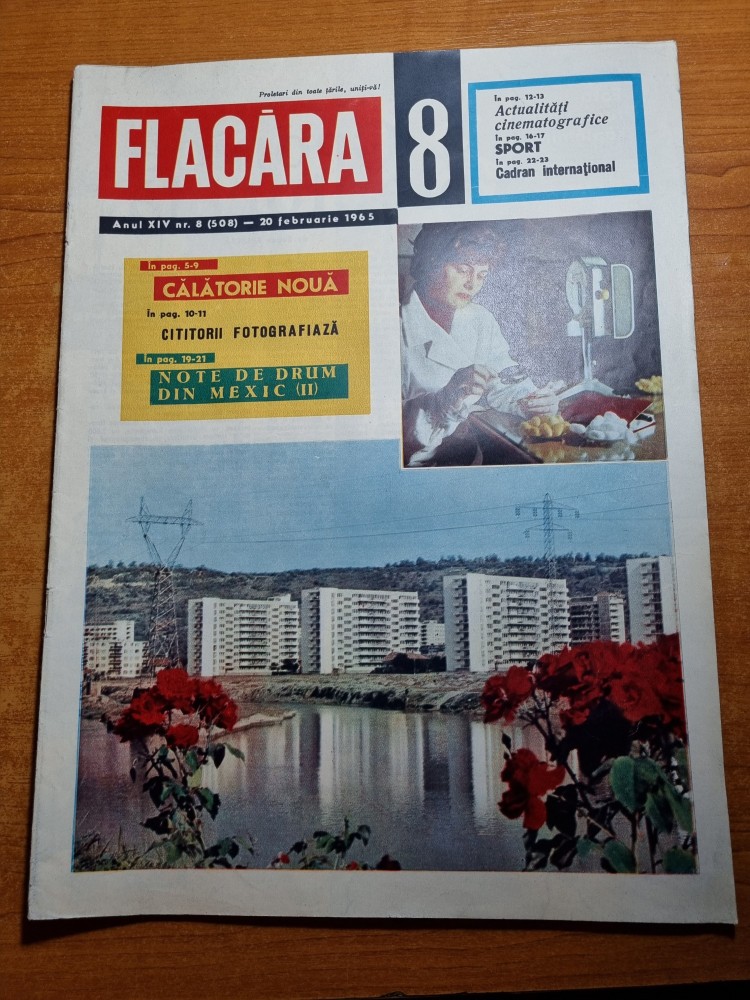 Proletari din toate țările, uniți-vă!
FLACĂRA
8
Anul XIV nr. 8 (508) — 20 februarie 1965
În pag. 12-13
Actualități
cinematografice
În pag. 16-17
SPORT
În pag. 22-23
Cadran internațional
În pag. 5-9
CĂLĂTORIE NOUĂ
În pag. 10-11
CITITORII FOTOGRAFIAZĂ
În pag. 19-21
NOTE DE DRUM
DIN MEXIC (II)